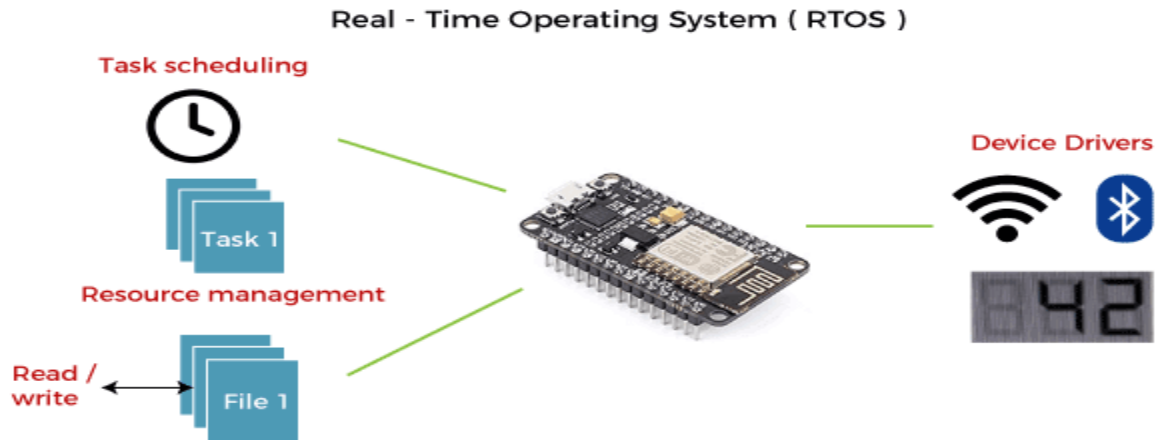 Real - Time Operating System ( RTOS )
Task scheduling
Task 1
Resource management
Read /
write
File 1
Device Drivers
42